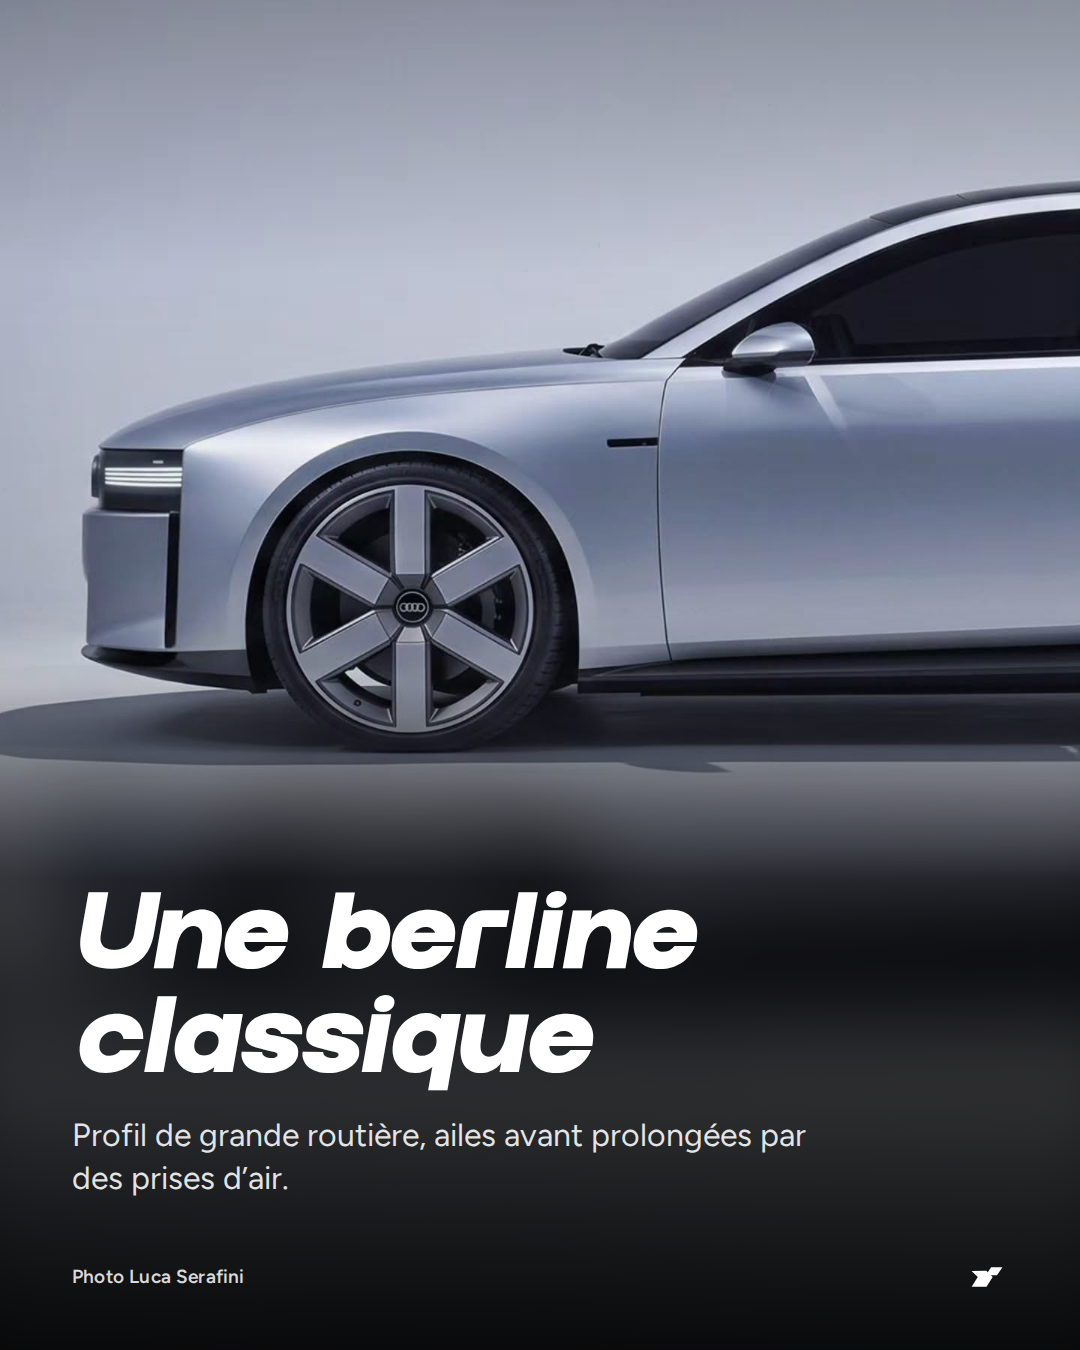 Une berline
classique
Profil de grande routière, ailes avant prolongées par
des prises d’air.
Photo Luca Serafini